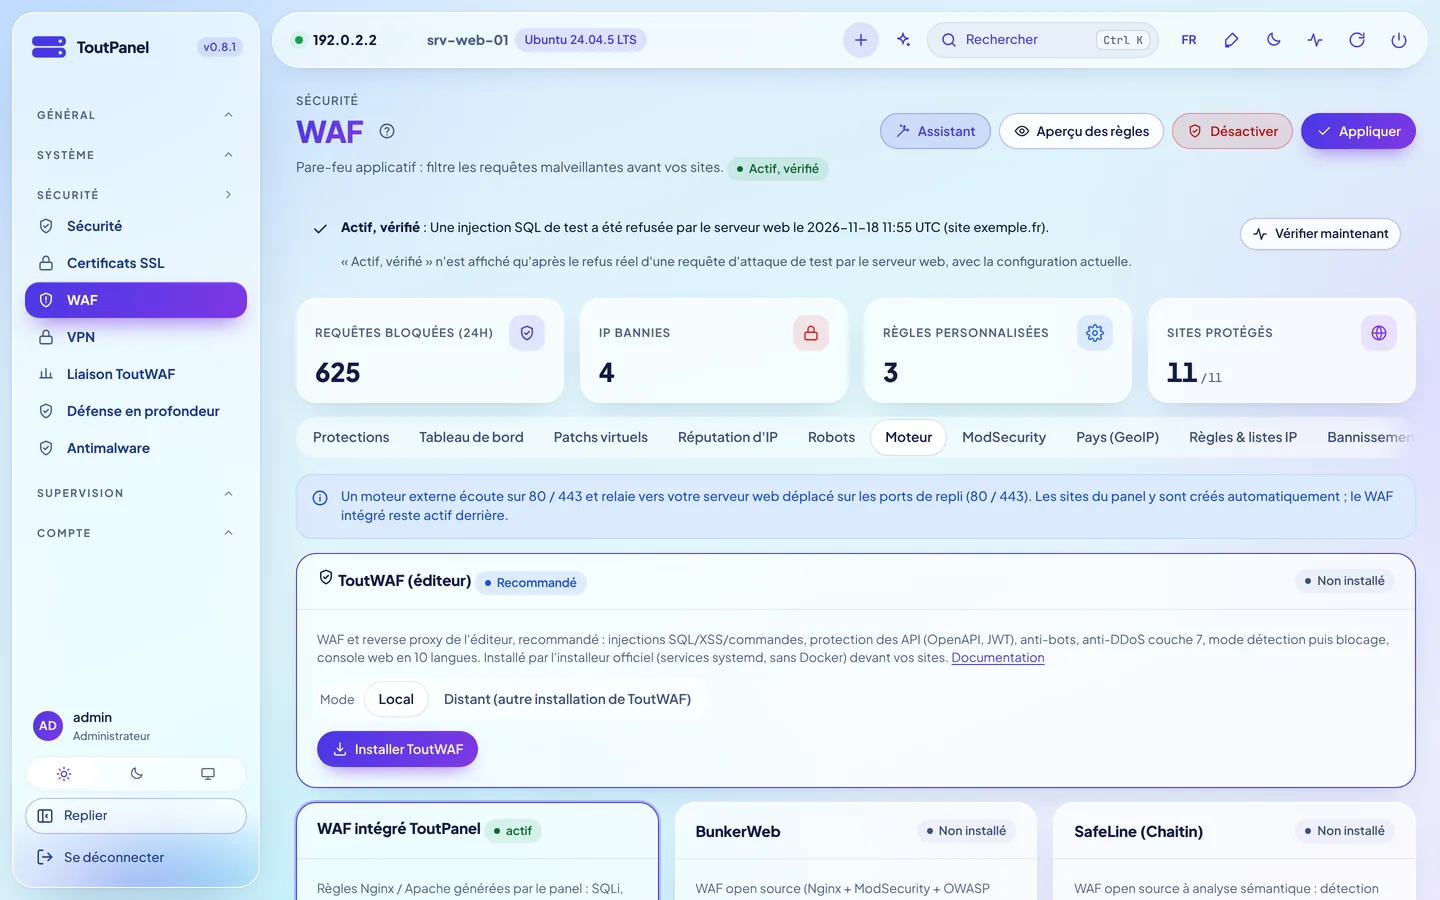 ToutPanel
v0.8.1
GÉNÉRAL
SYSTÈME
SÉCURITÉ
Sécurité
Certificats SSL
WAF
VPN
Liaison ToutWAF
Défense en profondeur
Antimalware
SUPERVISION
COMPTE
AD
admin
Administrateur
Replier
Se déconnecter
192.0.2.2
srv-web-01
Ubuntu 24.04.5 LTS
Rechercher
Ctrl K
FR
SÉCURITÉ
WAF
Pare-feu applicatif : filtre les requêtes malveillantes avant vos sites.
Actif, vérifié
Assistant
Aperçu des règles
Désactiver
Appliquer
Actif, vérifié : Une injection SQL de test a été refusée par le serveur web le 2026-11-18 11:55 UTC (site exemple.fr).
« Actif, vérifié » n'est affiché qu'après le refus réel d'une requête d'attaque de test par le serveur web, avec la configuration actuelle.
Vérifier maintenant
REQUÊTES BLOQUÉES (24H)
625
IP BANNIES
4
RÈGLES PERSONNALISÉES
3
SITES PROTÉGÉS
11 / 11
Protections
Tableau de bord
Patchs virtuels
Réputation d'IP
Robots
Moteur
ModSecurity
Pays (GeoIP)
Règles & listes IP
Bannissemen
Un moteur externe écoute sur 80 / 443 et relaie vers votre serveur web déplacé sur les ports de repli (80 / 443). Les sites du panel y sont créés automatiquement ; le WAF
intégré reste actif derrière.
ToutWAF (éditeur)
Recommandé
Non installé
WAF et reverse proxy de l'éditeur, recommandé : injections SQL/XSS/commandes, protection des API (OpenAPI, JWT), anti-bots, anti-DDoS couche 7, mode détection puis blocage,
console web en 10 langues. Installé par l'installeur officiel (services systemd, sans Docker) devant vos sites. Documentation
Mode
Local
Distant (autre installation de ToutWAF)
Installer ToutWAF
WAF intégré ToutPanel
actif
Règles Nginx / Apache générées par le panel : SQLi,
BunkerWeb
Non installé
WAF open source (Nginx + ModSecurity + OWASP
SafeLine (Chaitin)
Non installé
WAF open source à analyse sémantique : détection